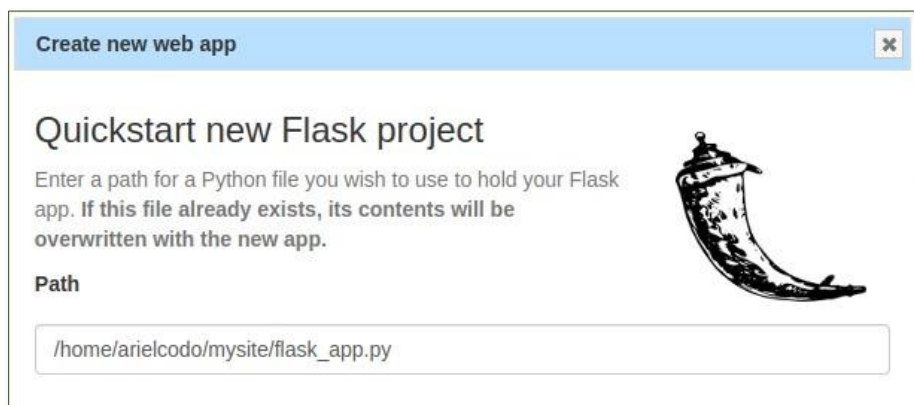 Create new web app
Quickstart new Flask project
Enter a path for a Python file you wish to use to hold your Flask
app. If this file already exists, its contents will be
overwritten with the new app.
Path
/home/arielcodo/mysite/flask_app.py